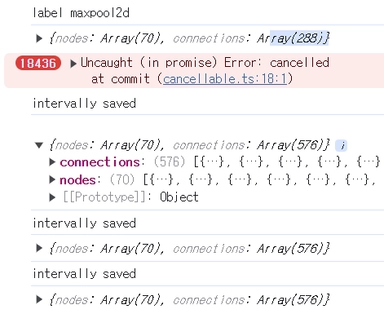 label maxpool2d
▶ {nodes: Array(70), connections: Array(288)}
18436 ▶ Uncaught (in promise) Error: cancelled
at commit (cancellable.ts:18:1)
intervally saved
▼ {nodes: Array(70), connections: Array(576)} i
▶ connections: (576) [{…}, {…}, {…}, {…}, {…}
▶ nodes: (70) [{…}, {…}, {…}, {…}, {…}, {…},
▶ [[Prototype]]: Object
intervally saved
▶ {nodes: Array(70), connections: Array(576)}
intervally saved
▶ {nodes: Array(70), connections: Array(576)}